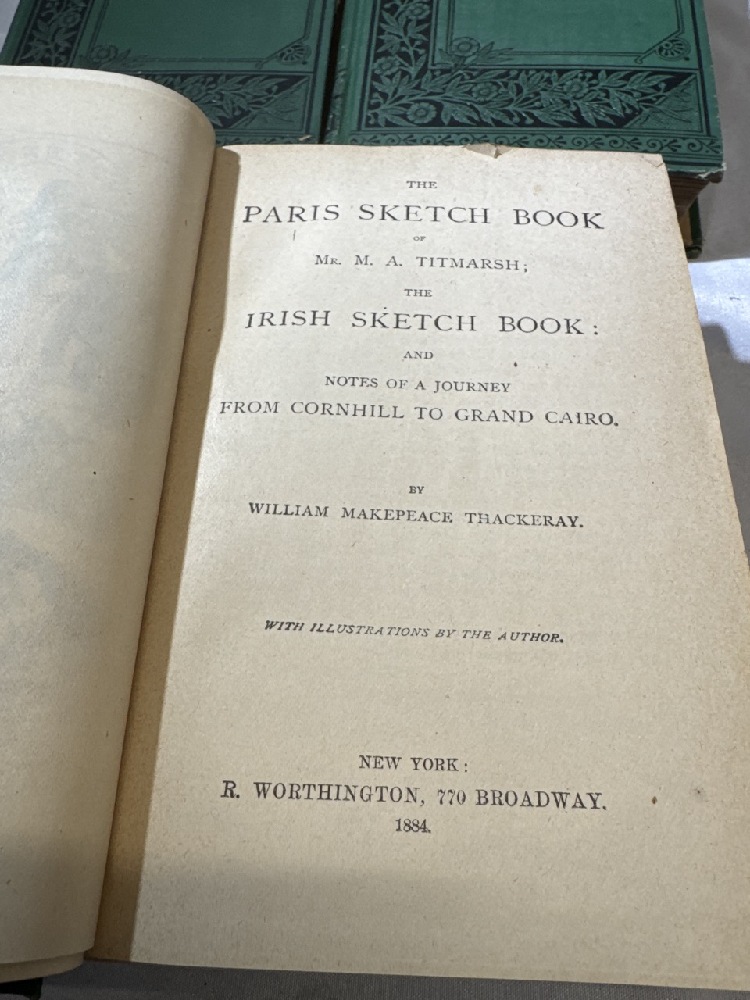 THE
PARIS SKETCH BOOK
OF
MR. M. A. TITMARSH;
THE
IRISH SKETCH BOOK:
AND
NOTES OF A JOURNEY
FROM CORNHILL TO GRAND CAIRO.
BY
WILLIAM MAKEPEACE THACKERAY.
WITH ILLUSTRATIONS BY THE AUTHOR.
NEW YORK:
R. WORTHINGTON, 770 BROADWAY.
1884.